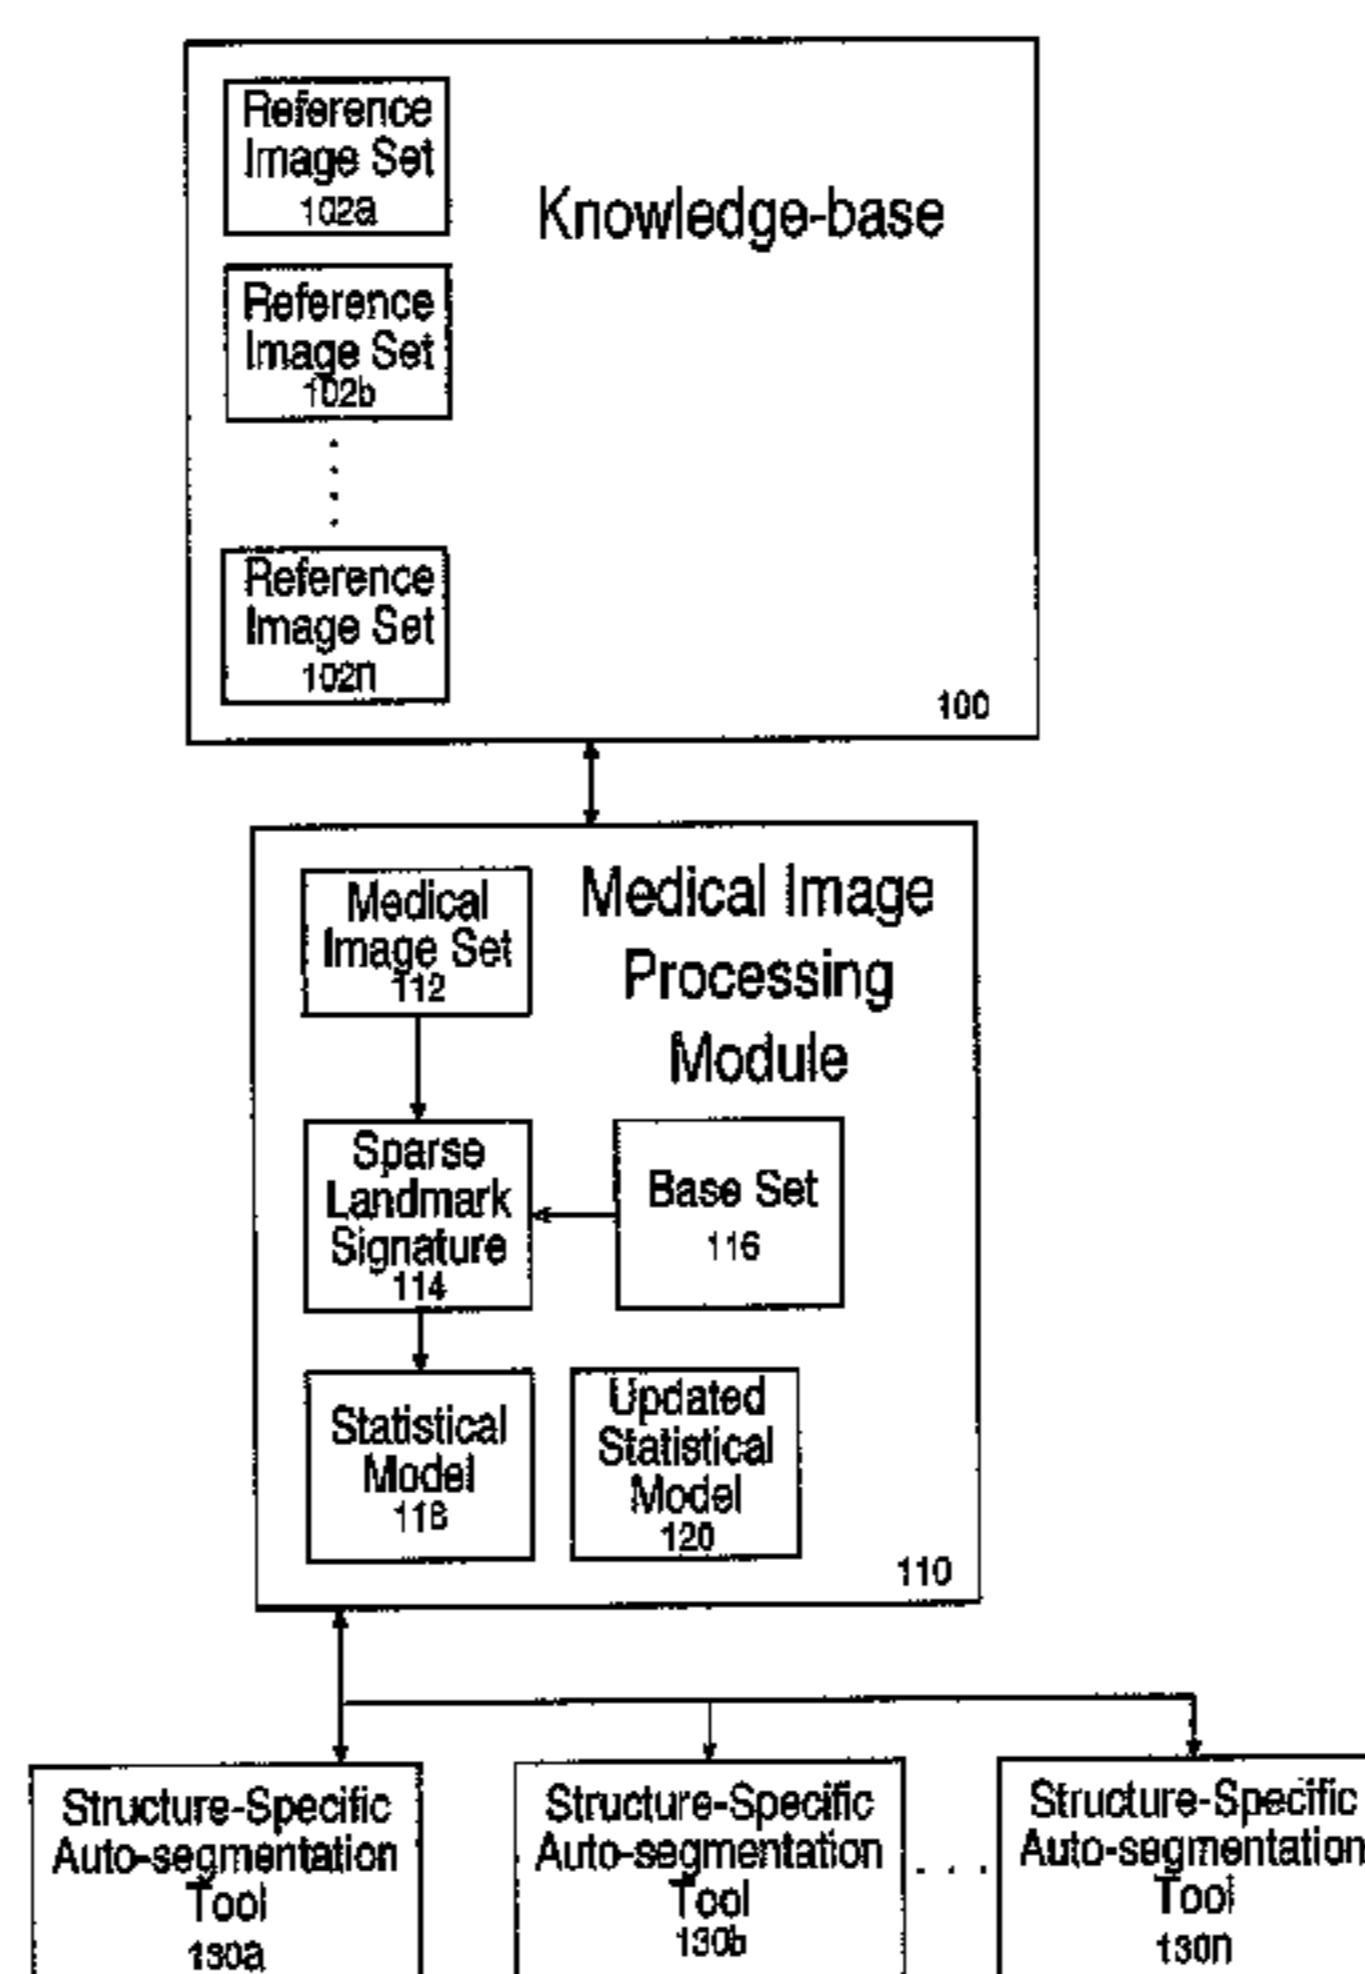 Reference
Image Set
102a
Knowledge-base
Reference
Image Set
102b
Reference
Image Set
102n
100
Medical
Image Set
112
Medical Image
Processing
Module
Sparse
Landmark
Signature
114
Base Set
116
Statistical
Model
118
Updated
Statistical
Model
120
110
Structure-Specific
Auto-segmentation
Tool
130a
Structure-Specific
Auto-segmentation
Tool
130b
. . .
Structure-Specific
Auto-segmentation
Tool
130n